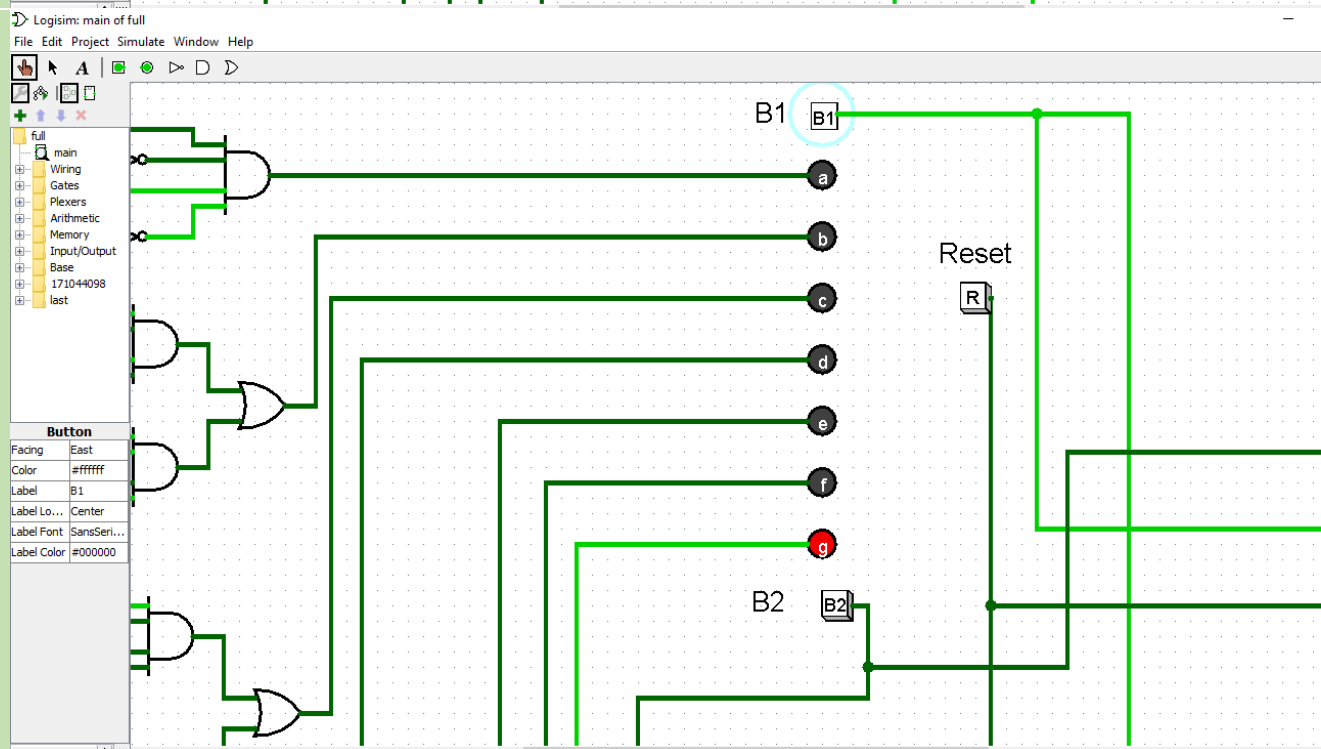 Logisim: main of full
File Edit Project Simulate Window Help
A
full
main
Wiring
Gates
Plexers
Arithmetic
Memory
Input/Output
Base
171044098
last
Button
Facing East
Color #ffffff
Label B1
Label Lo... Center
Label Font SansSeri...
Label Color #000000
B1 B1
a
b
c
Reset
R
d
e
f
g
B2 B2